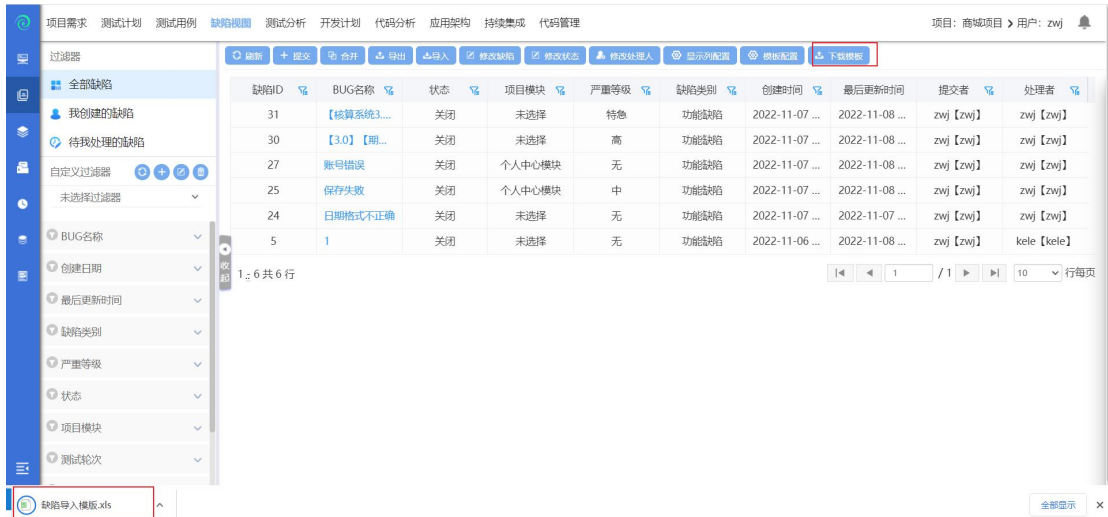 项目需求 测试计划 测试用例 缺陷视图 测试分析 开发计划 代码分析 应用架构 持续集成 代码管理 项目：商城项目 用户：zwj
过滤器
全部缺陷
我创建的缺陷
待我处理的缺陷
自定义过滤器
未选择过滤器
BUG名称
创建日期
最后更新时间
缺陷类别
严重等级
状态
项目模块
测试轮次
收起
刷新 提交 合并 导出 导入 修改缺陷 修改状态 修改处理人 显示列配置 模板配置 下载模板
缺陷ID BUG名称 状态 项目模块 严重等级 缺陷类别 创建时间 最后更新时间 提交者 处理者
31 【核算系统3.... 关闭 未选择 特急 功能缺陷 2022-11-07 ... 2022-11-08 ... zwj【zwj】 zwj【zwj】
30 【3.0】【期... 关闭 未选择 高 功能缺陷 2022-11-07 ... 2022-11-08 ... zwj【zwj】 zwj【zwj】
27 账号错误 关闭 个人中心模块 无 功能缺陷 2022-11-07 ... 2022-11-08 ... zwj【zwj】 zwj【zwj】
25 保存失败 关闭 个人中心模块 中 功能缺陷 2022-11-07 ... 2022-11-08 ... zwj【zwj】 zwj【zwj】
24 日期格式不正确 关闭 未选择 无 功能缺陷 2022-11-07 ... 2022-11-07 ... zwj【zwj】 zwj【zwj】
5 1 关闭 未选择 无 功能缺陷 2022-11-06 ... 2022-11-08 ... zwj【zwj】 kele【kele】
1 .: 6 共 6 行 1 / 1 10 行每页
缺陷导入模版.xls 全部显示